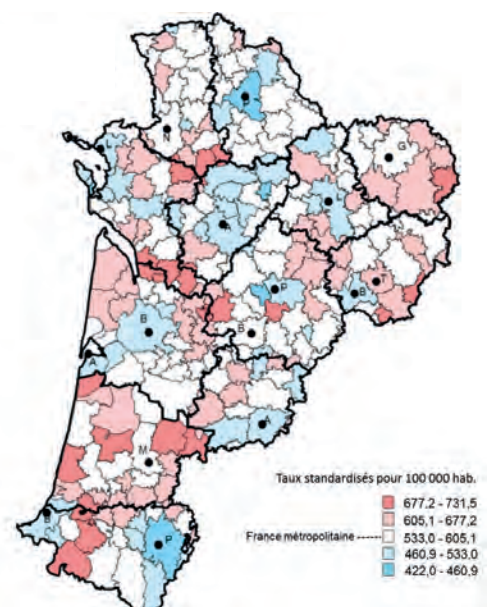 N
L
G
P
T
B
B
B
A
A
M
B
P
Taux standardisés pour 100 000 hab.
677,2 - 731,5
605,1 - 677,2
France métropolitaine
533,0 - 605,1
460,9 - 533,0
422,0 - 460,9